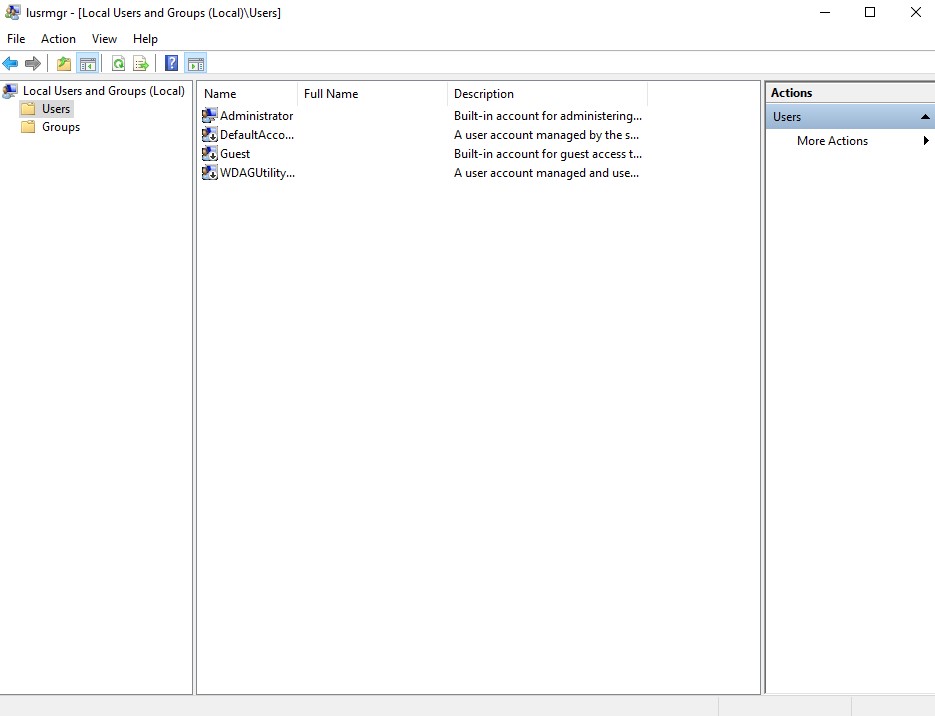 lusrmgr - [Local Users and Groups (Local)\Users]
File Action View Help
Local Users and Groups (Local)
Users
Groups
Name Full Name Description
Administrator Built-in account for administering...
DefaultAcco... A user account managed by the s...
Guest Built-in account for guest access t...
WDAGUtility... A user account managed and use...
Actions
Users
More Actions